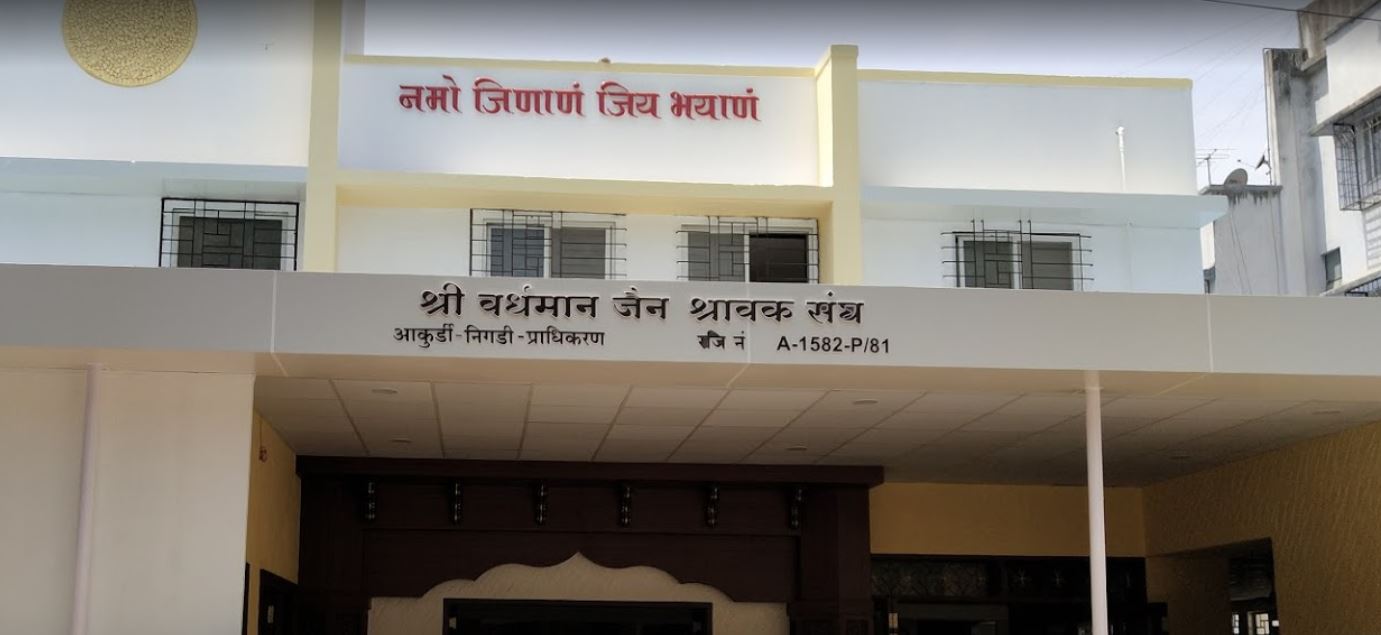 नमो जिणाणं जिय भयाणं
श्री वर्धमान जैन श्रावक संघ
आकुर्डी-निगडी-प्राधिकरण रजि नं A-1582-P/81